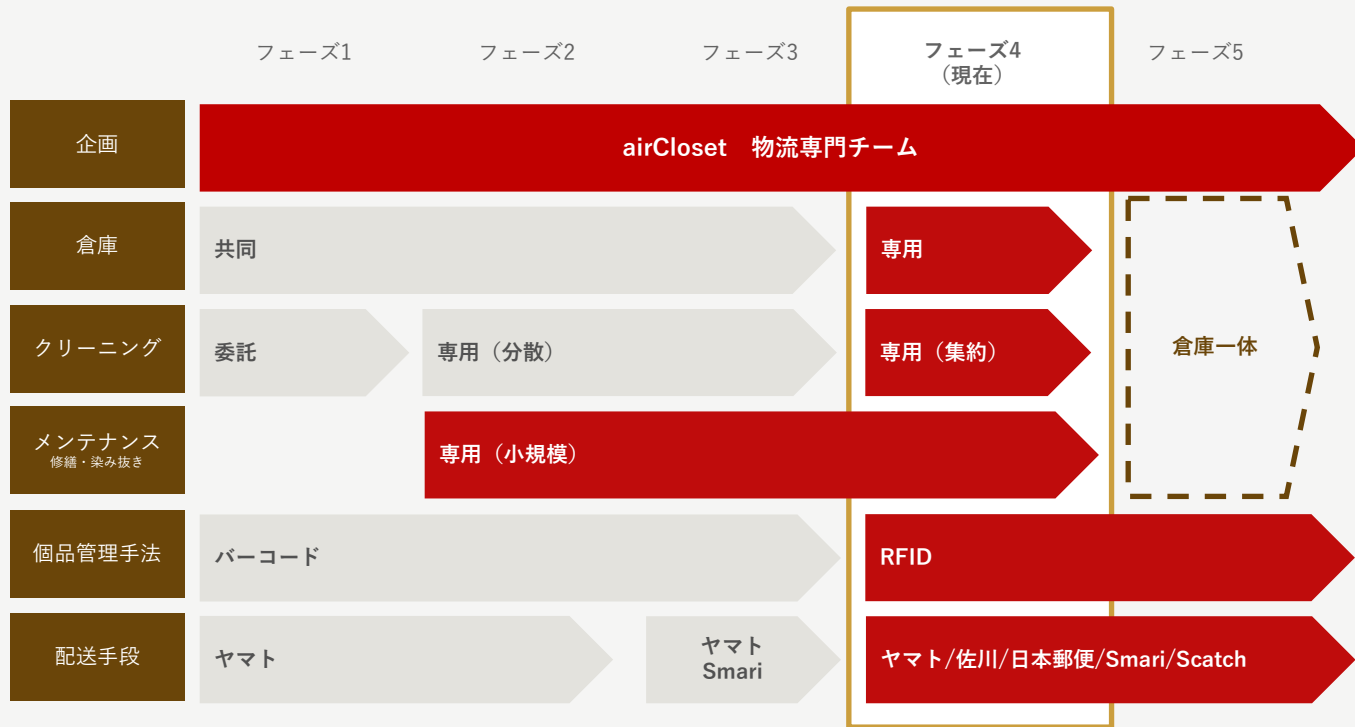 フェーズ1
フェーズ2
フェーズ3
フェーズ4
（現在）
フェーズ5
企画
airCloset　物流専門チーム
倉庫
共同
専用
クリーニング
委託
専用（分散）
専用（集約）
倉庫一体
メンテナンス
修繕・染み抜き
専用（小規模）
個品管理手法
バーコード
RFID
配送手段
ヤマト
ヤマト
Smari
ヤマト/佐川/日本郵便/Smari/Scatch